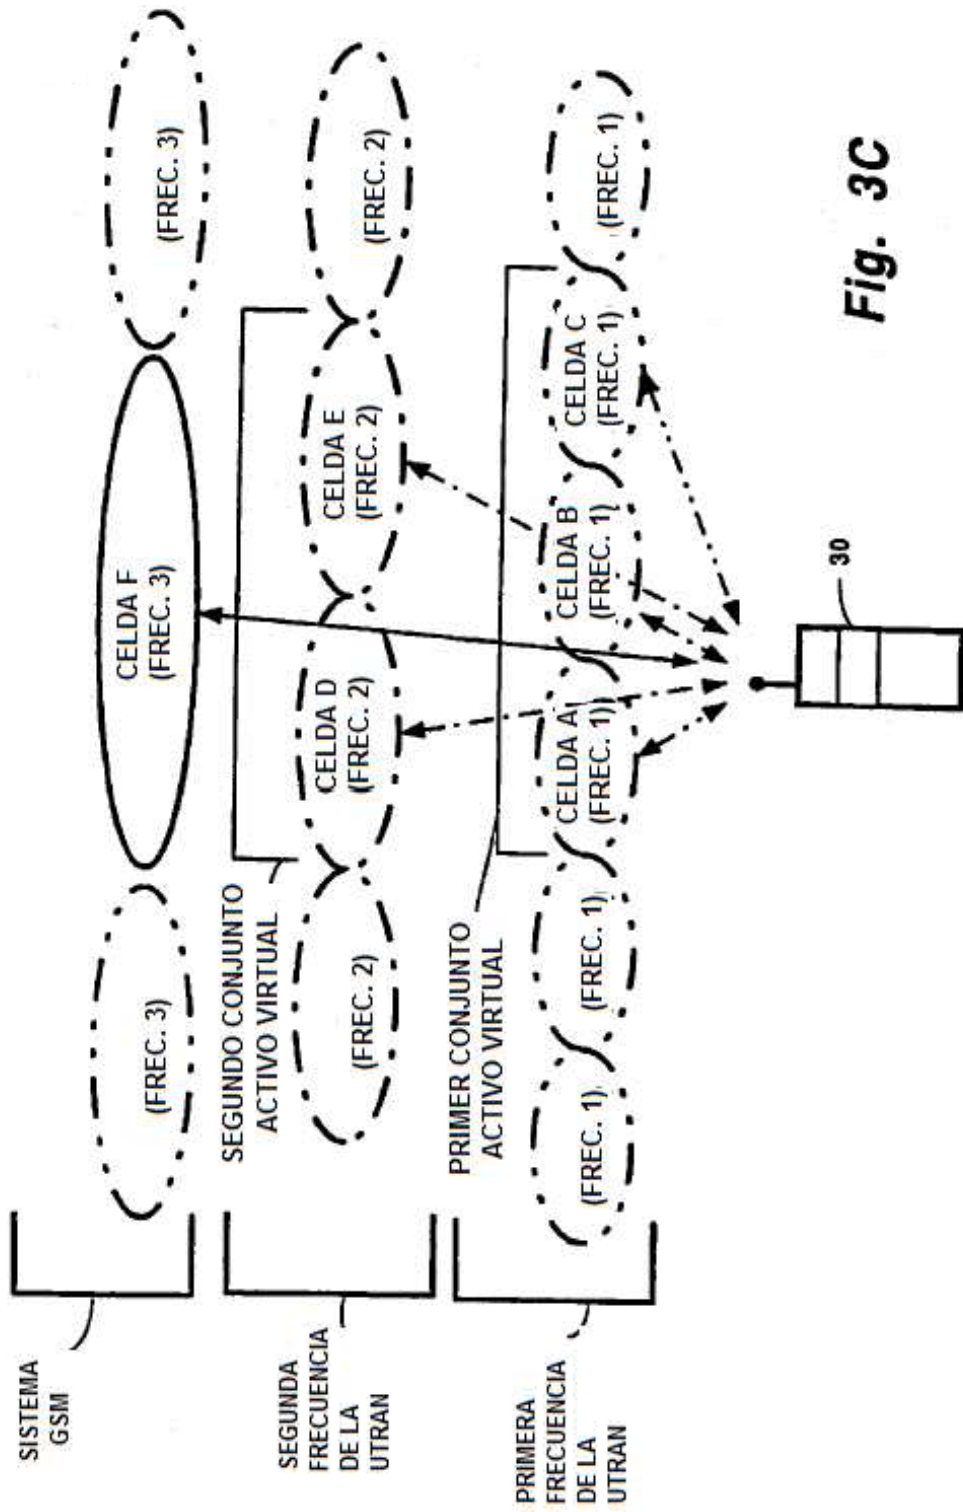 SISTEMA
GSM
(FREC. 3)
CELDA F
(FREC. 3)
(FREC. 3)
SEGUNDO CONJUNTO
ACTIVO VIRTUAL
SEGUNDA
FRECUENCIA
DE LA
UTRAN
(FREC. 2)
CELDA D
(FREC. 2)
CELDA E
(FREC. 2)
(FREC. 2)
PRIMER CONJUNTO
ACTIVO VIRTUAL
PRIMERA
FRECUENCIA
DE LA
UTRAN
(FREC. 1)
(FREC. 1)
CELDA A
(FREC. 1))
CELDA B
(FREC. 1)
CELDA C
(FREC. 1)
(FREC. 1)
30
Fig. 3C